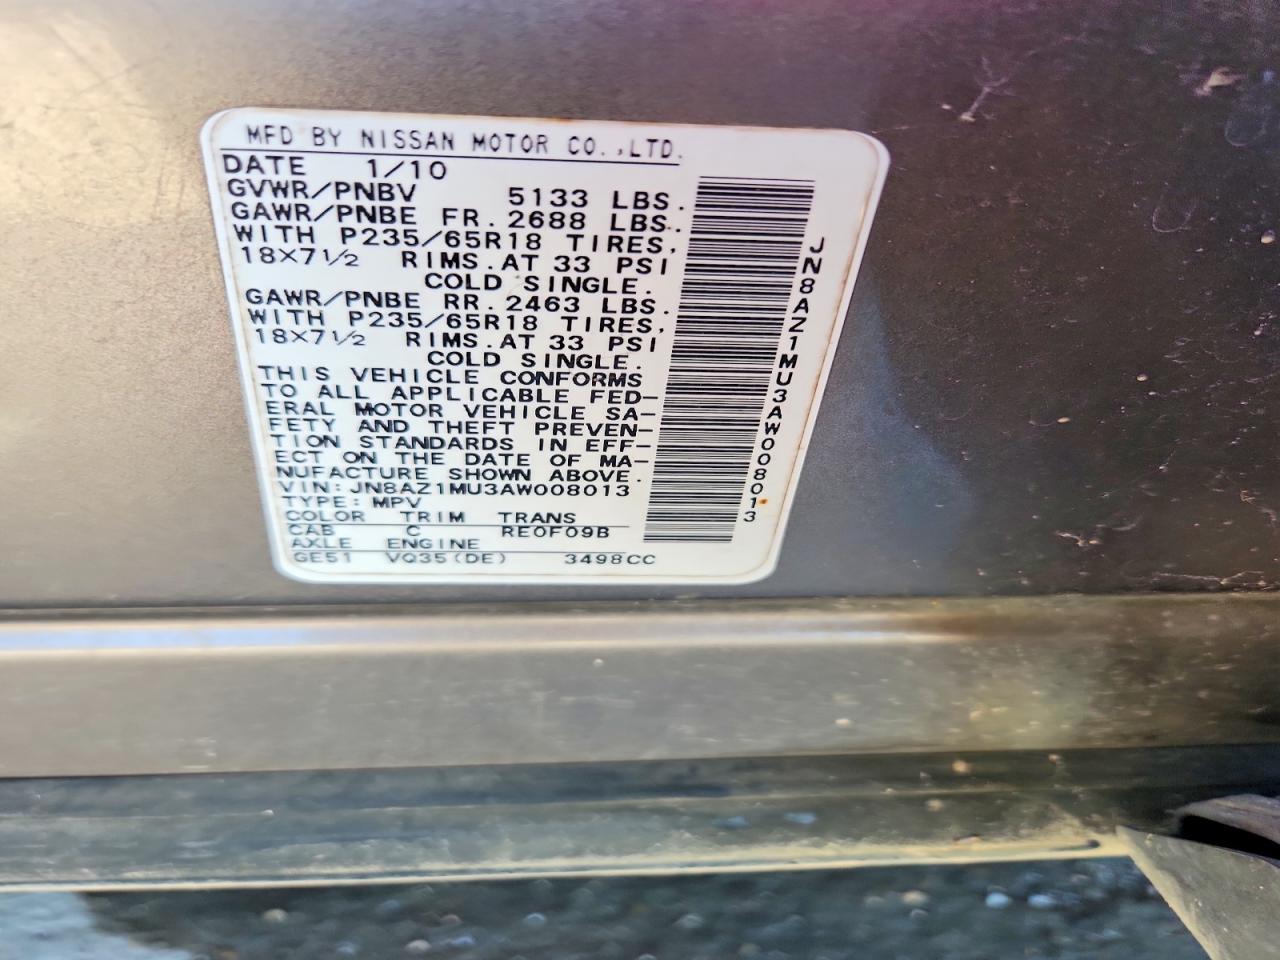 MFD BY NISSAN MOTOR CO.,LTD.
DATE 1/10
GVWR/PNBV 5133 LBS.
GAWR/PNBE FR. 2688 LBS.
WITH P235/65R18 TIRES,
18X7 1/2 RIMS.AT 33 PSI
COLD SINGLE.
GAWR/PNBE RR. 2463 LBS.
WITH P235/65R18 TIRES,
18X7 1/2 RIMS.AT 33 PSI
COLD SINGLE.
THIS VEHICLE CONFORMS
TO ALL APPLICABLE FED-
ERAL MOTOR VEHICLE SA-
FETY AND THEFT PREVEN-
TION STANDARDS IN EFF-
ECT ON THE DATE OF MA-
NUFACTURE SHOWN ABOVE.
VIN:JN8AZ1MU3AW008013
TYPE:MPV
COLOR TRIM TRANS
CAB C RE0F09B
AXLE ENGINE
GE51 VQ35(DE) 3498CC
JN8AZ1MU3AW008013